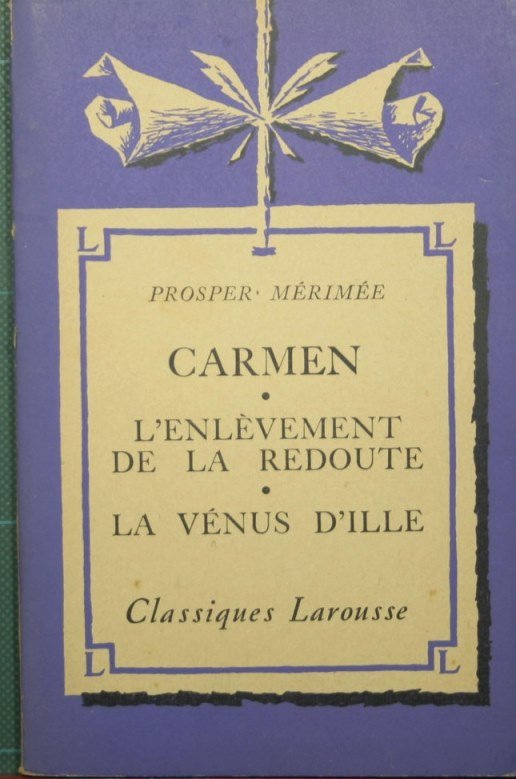 L L
PROSPER MÉRIMÉE
CARMEN
•
L'ENLÈVEMENT
DE LA REDOUTE
•
LA VÉNUS D'ILLE
Classiques Larousse
L L